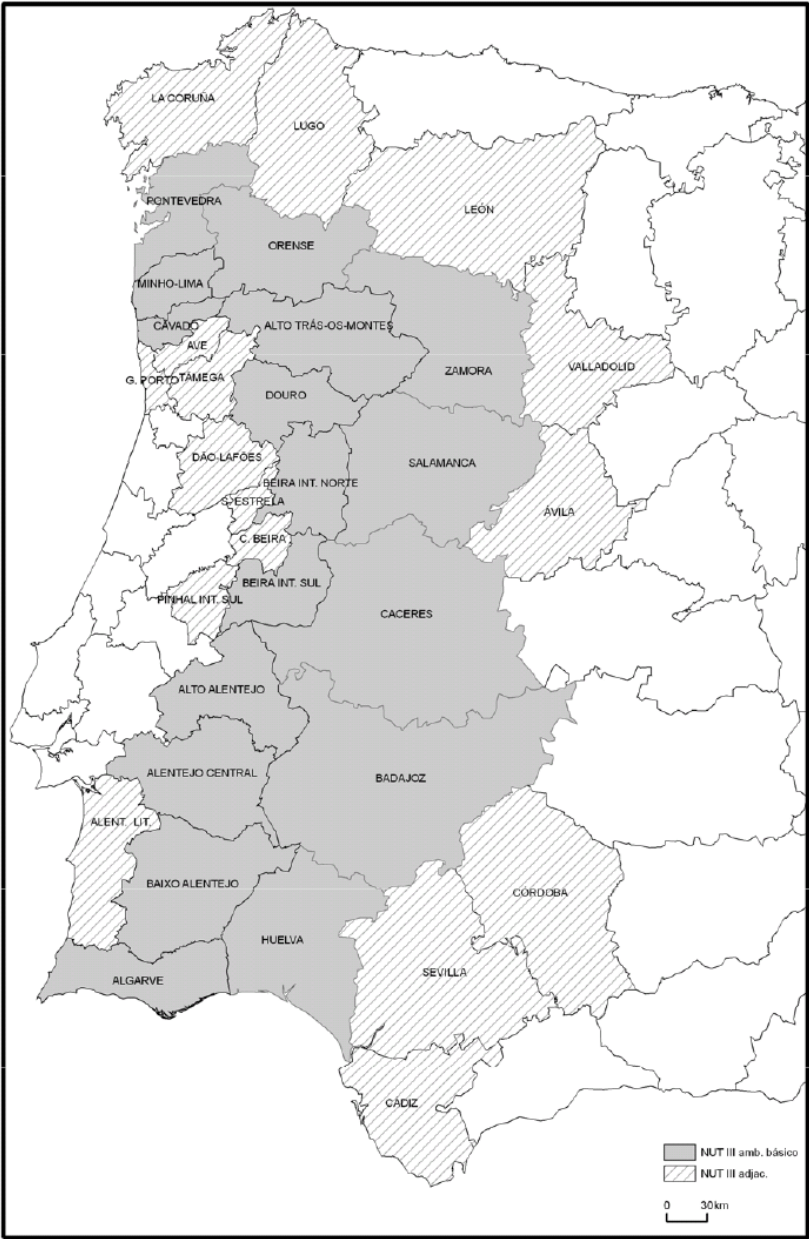 LA CORUÑA
LUGO
PONTEVEDRA
LEÓN
ORENSE
MINHO-LIMA
CÁVADO
ALTO TRÁS-OS-MONTES
AVE
G. PORTO
TÂMEGA
ZAMORA
VALLADOLID
DOURO
DÃO-LAFÕES
SALAMANCA
BEIRA INT. NORTE
S. ESTRELA
ÁVILA
C. BEIRA
BEIRA INT. SUL
PINHAL INT. SUL
CACERES
ALTO ALENTEJO
ALENTEJO CENTRAL
BADAJOZ
ALENT. LIT.
BAIXO ALENTEJO
CÓRDOBA
HUELVA
SEVILLA
ALGARVE
CÁDIZ
NUT III amb. básico
NUT III adjac.
0 30km